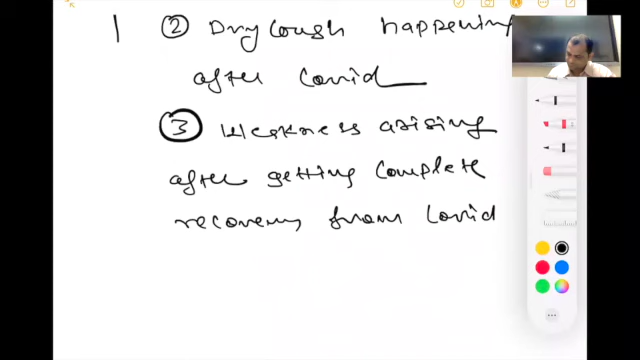 1 ② Dry cough happening
after Covid
③ Weakness arising
after getting complete
recovery from Covid